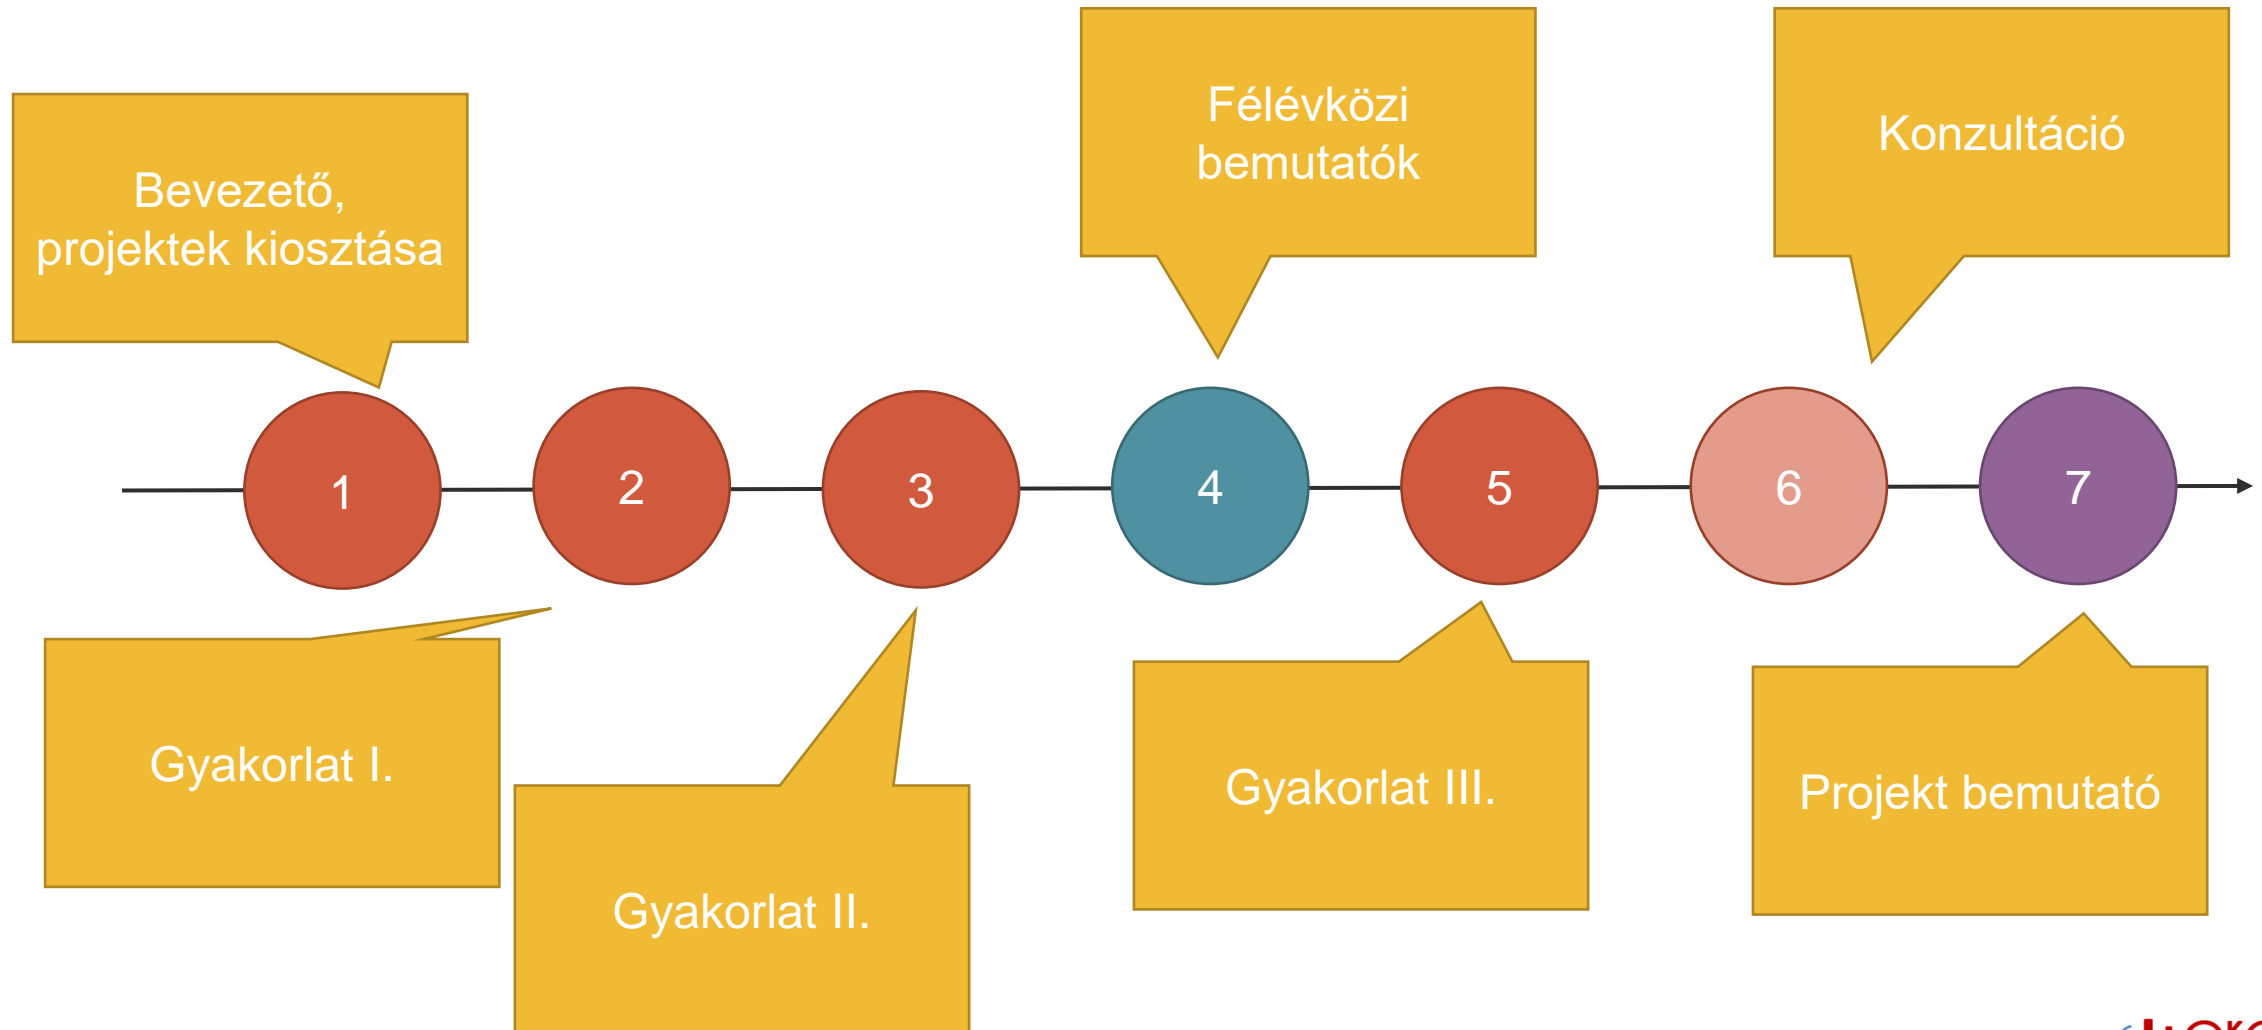 Bevezető,
projektek kiosztása
Félévközi
bemutatók
Konzultáció
1
2
3
4
5
6
7
Gyakorlat I.
Gyakorlat II.
Gyakorlat III.
Projekt bemutató